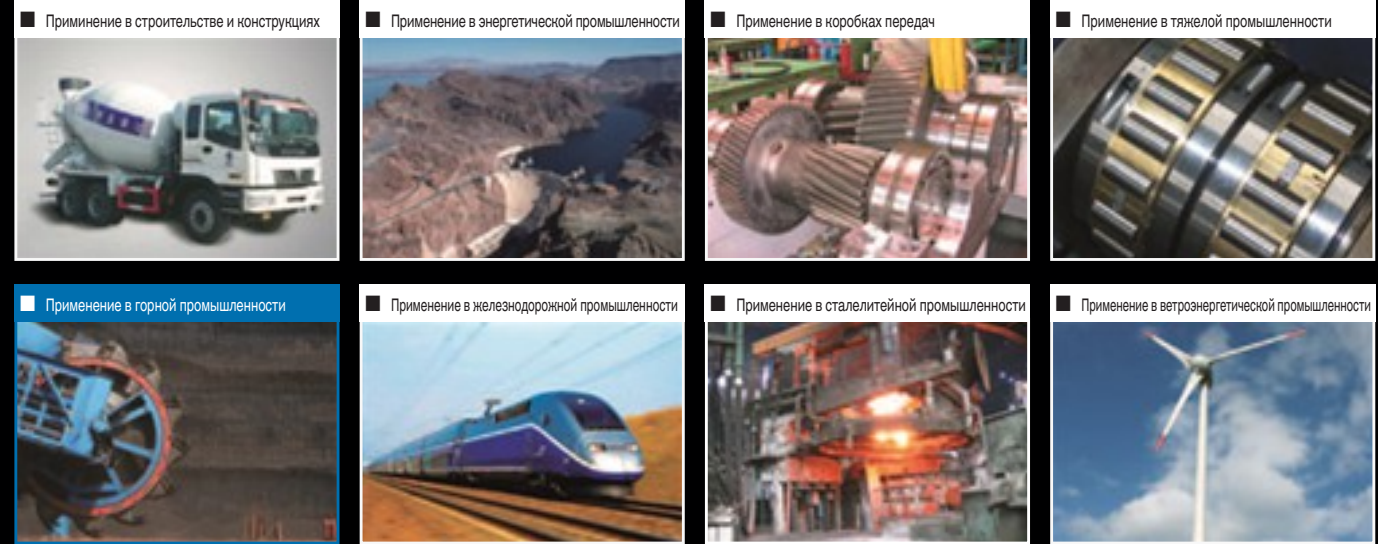 Приминение в строительстве и конструкциях
Применение в энергетической промышленности
Применение в коробках передач
Применение в тяжелой промышленности
Применение в горной промышленности
Применение в железнодорожной промышленности
Применение в сталелитейной промышленности
Применение в ветроэнергетической промышленности